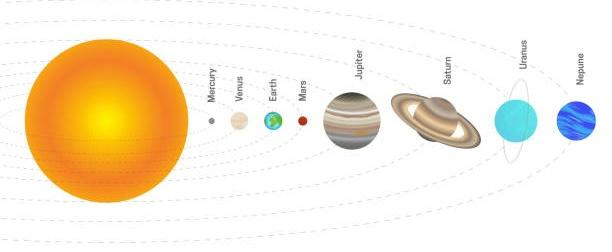 Mercury
Venus
Earth
Mars
Jupiter
Saturn
Uranus
Nepune